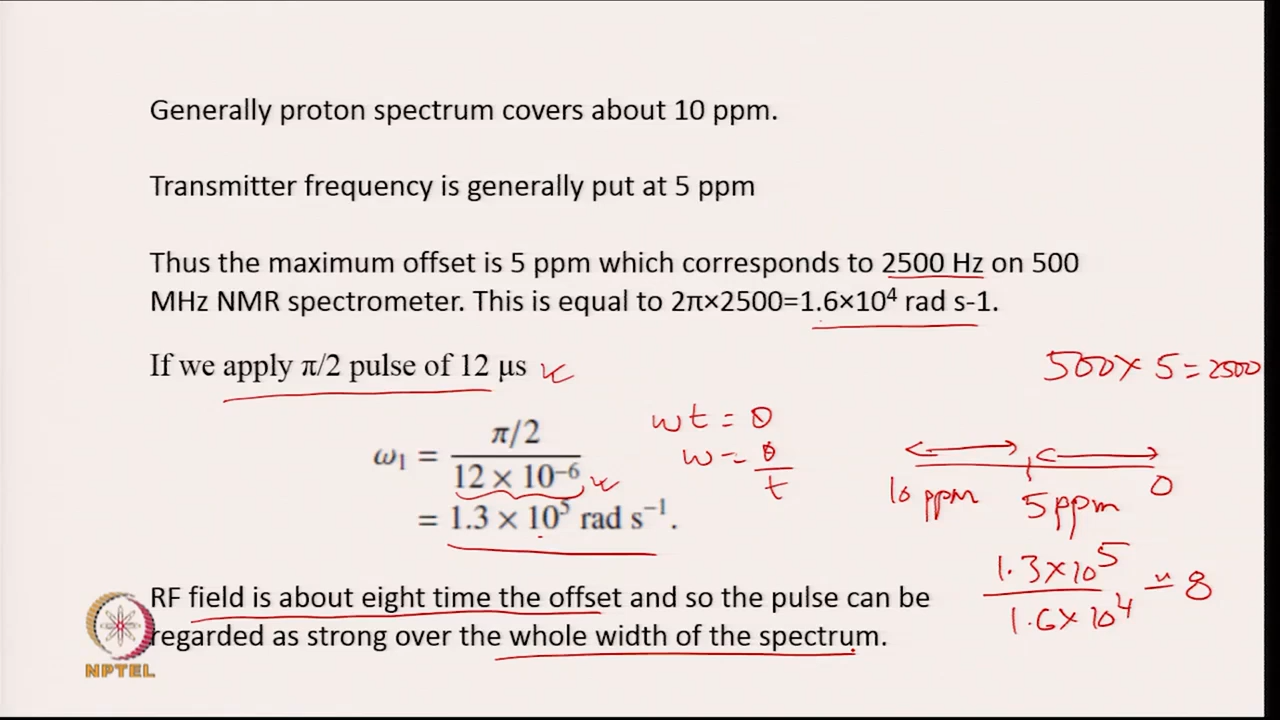 Generally proton spectrum covers about 10 ppm.
Transmitter frequency is generally put at 5 ppm
Thus the maximum offset is 5 ppm which corresponds to 2500 Hz on 500
MHz NMR spectrometer. This is equal to 2π×2500=1.6×10⁴ rad s-1.
If we apply π/2 pulse of 12 μs
500 × 5 = 2500
ω₁ = (π/2) / (12 × 10⁻⁶)
= 1.3 × 10⁵ rad s⁻¹.
ωt = θ
ω = θ / t
10 ppm 5 ppm 0
1.3×10⁵ / 1.6×10⁴ = 8
RF field is about eight time the offset and so the pulse can be
regarded as strong over the whole width of the spectrum.
NPTEL